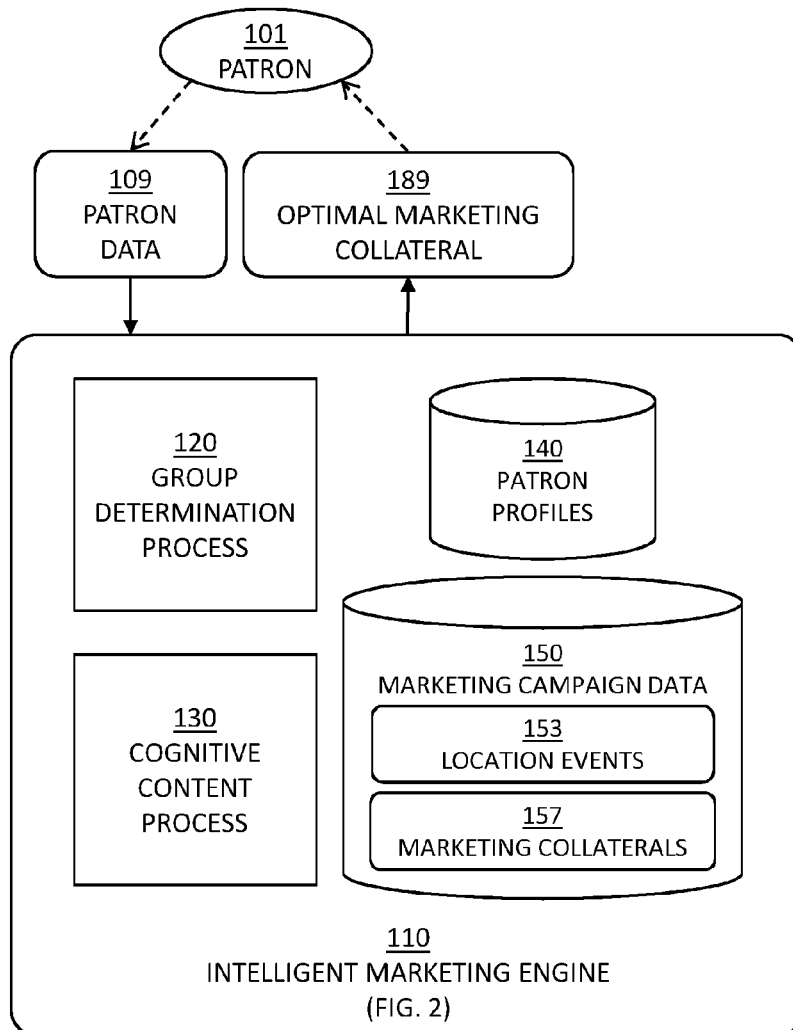 101
PATRON
109
PATRON
DATA
189
OPTIMAL MARKETING
COLLATERAL
120
GROUP
DETERMINATION
PROCESS
140
PATRON
PROFILES
130
COGNITIVE
CONTENT
PROCESS
150
MARKETING CAMPAIGN DATA
153
LOCATION EVENTS
157
MARKETING COLLATERALS
110
INTELLIGENT MARKETING ENGINE
(FIG. 2)